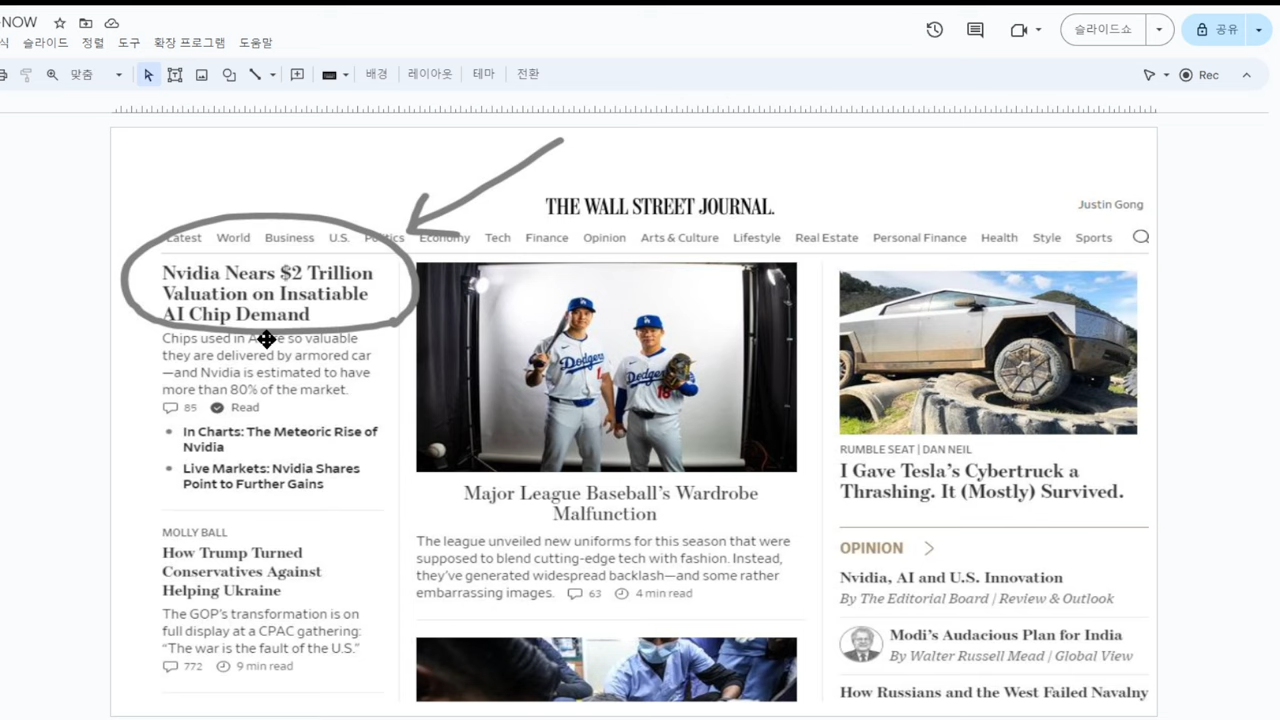 -NOW
식 슬라이드 정렬 도구 확장 프로그램 도움말
슬라이드쇼
공유
맞춤
배경 레이아웃 테마 전환
Rec
THE WALL STREET JOURNAL.
Justin Gong
Latest World Business U.S. Politics Economy Tech Finance Opinion Arts & Culture Lifestyle Real Estate Personal Finance Health Style Sports
Nvidia Nears $2 Trillion
Valuation on Insatiable
AI Chip Demand
Chips used in so valuable
they are delivered by armored car
—and Nvidia is estimated to have
more than 80% of the market.
85 Read
In Charts: The Meteoric Rise of
Nvidia
Live Markets: Nvidia Shares
Point to Further Gains
MOLLY BALL
How Trump Turned
Conservatives Against
Helping Ukraine
The GOP's transformation is on
full display at a CPAC gathering:
“The war is the fault of the U.S.”
772 9 min read
Dodgers
1
Dodgers
18
Major League Baseball's Wardrobe
Malfunction
The league unveiled new uniforms for this season that were
supposed to blend cutting-edge tech with fashion. Instead,
they've generated widespread backlash—and some rather
embarrassing images. 63 4 min read
RUMBLE SEAT | DAN NEIL
I Gave Tesla's Cybertruck a
Thrashing. It (Mostly) Survived.
OPINION
Nvidia, AI and U.S. Innovation
By The Editorial Board | Review & Outlook
Modi's Audacious Plan for India
By Walter Russell Mead | Global View
How Russians and the West Failed Navalny